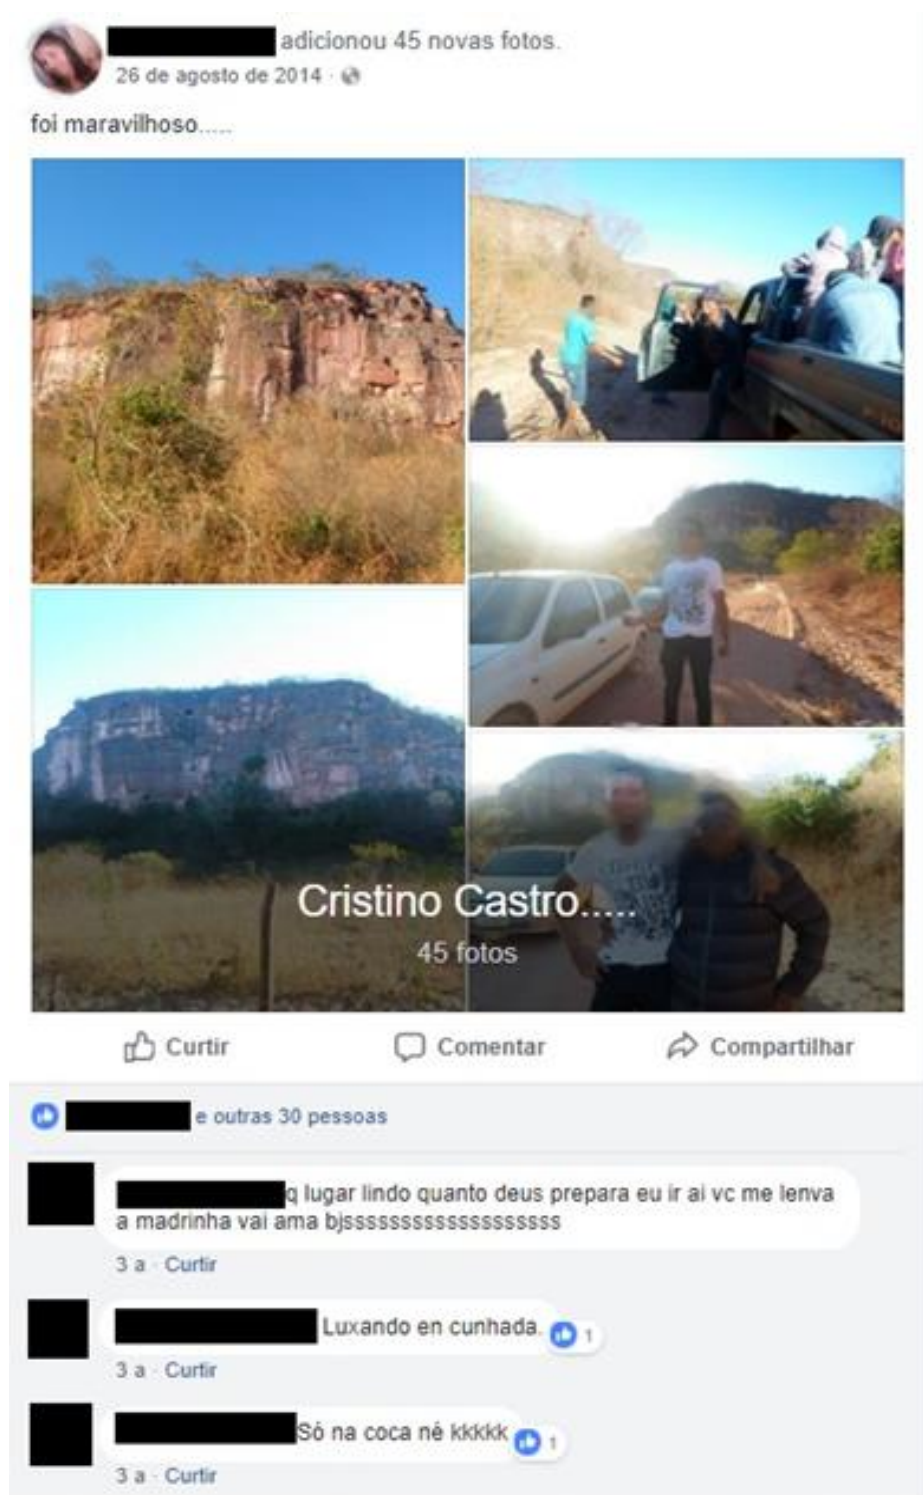 adicionou 45 novas fotos.
26 de agosto de 2014 ·
foi maravilhoso.....
Cristino Castro.....
45 fotos
Curtir Comentar Compartilhar
e outras 30 pessoas
q lugar lindo quanto deus prepara eu ir ai vc me lenva
a madrinha vai ama bjsssssssssssssssssss
3 a · Curtir
Luxando en cunhada. 1
3 a · Curtir
Só na coca né kkkkk 1
3 a · Curtir